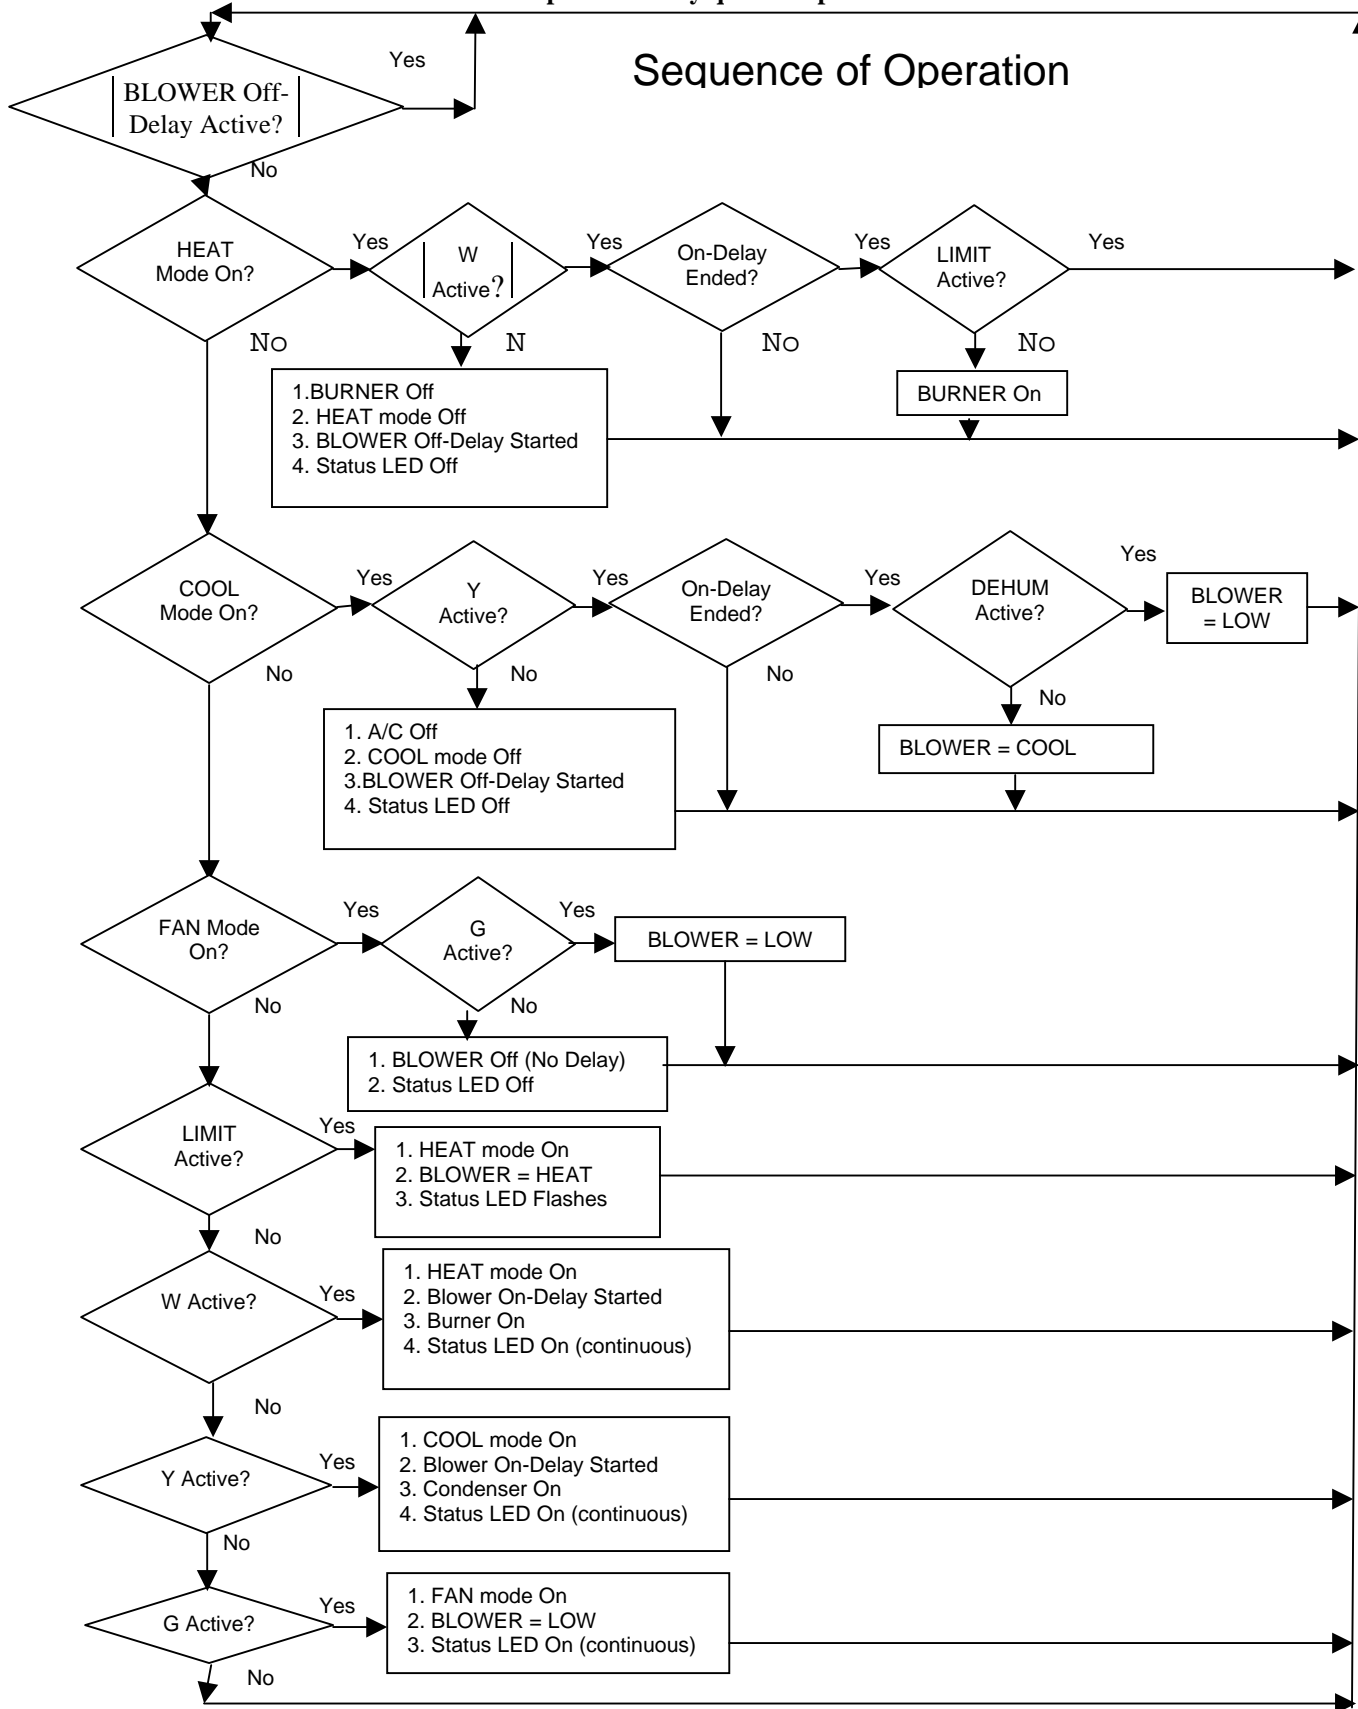 Yes
Sequence of Operation
BLOWER Off-
Delay Active?
No
HEAT
Mode On?
Yes
W
Active?
Yes
On-Delay
Ended?
Yes
LIMIT
Active?
Yes
No
N
No
No
1.BURNER Off
2. HEAT mode Off
3. BLOWER Off-Delay Started
4. Status LED Off
BURNER On
COOL
Mode On?
Yes
Y
Active?
Yes
On-Delay
Ended?
Yes
DEHUM
Active?
Yes
BLOWER
= LOW
No
No
No
No
1. A/C Off
2. COOL mode Off
3.BLOWER Off-Delay Started
4. Status LED Off
BLOWER = COOL
FAN Mode
On?
Yes
G
Active?
Yes
BLOWER = LOW
No
No
1. BLOWER Off (No Delay)
2. Status LED Off
LIMIT
Active?
Yes
1. HEAT mode On
2. BLOWER = HEAT
3. Status LED Flashes
No
W Active?
Yes
1. HEAT mode On
2. Blower On-Delay Started
3. Burner On
4. Status LED On (continuous)
No
Y Active?
Yes
1. COOL mode On
2. Blower On-Delay Started
3. Condenser On
4. Status LED On (continuous)
No
G Active?
Yes
1. FAN mode On
2. BLOWER = LOW
3. Status LED On (continuous)
No